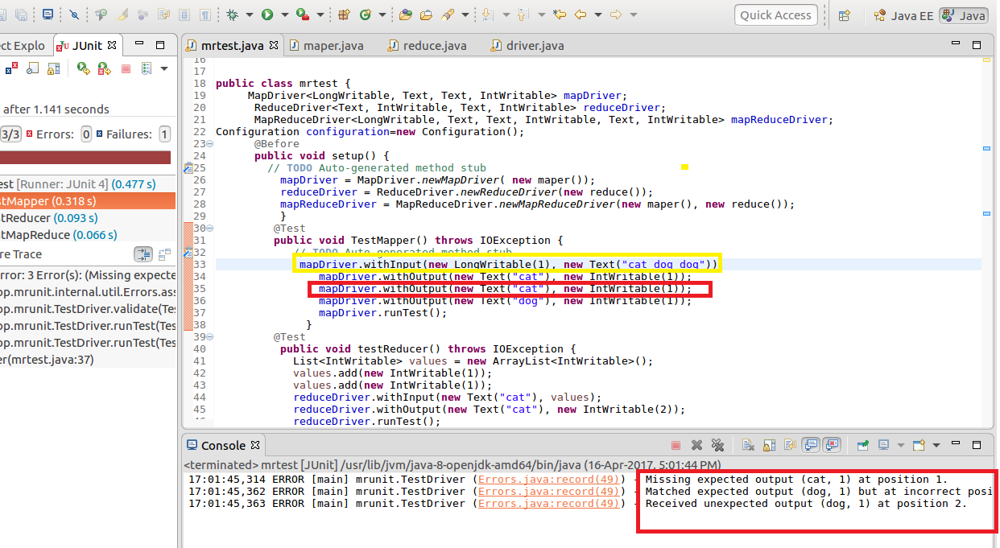 Quick Access
Java EE
Java
ct Explo
JUnit
mrtest.java
maper.java
reduce.java
driver.java
after 1.141 seconds
3/3 Errors: 0 Failures: 1
est [Runner: JUnit 4] (0.477 s)
stMapper (0.318 s)
stReducer (0.093 s)
stMapReduce (0.066 s)
re Trace
rror: 3 Error(s): (Missing expecte
op.mrunit.internal.util.Errors.ass
op.mrunit.TestDriver.validate(Tes
op.mrunit.TestDriver.runTest(Tes
op.mrunit.TestDriver.runTest(Tes
er(mrtest.java:37)
16
17
18 public class mrtest {
19 MapDriver<LongWritable, Text, Text, IntWritable> mapDriver;
20 ReduceDriver<Text, IntWritable, Text, IntWritable> reduceDriver;
21 MapReduceDriver<LongWritable, Text, Text, IntWritable, Text, IntWritable> mapReduceDriver;
22 Configuration configuration=new Configuration();
23 @Before
24 public void setup() {
25 // TODO Auto-generated method stub
26 mapDriver = MapDriver.newMapDriver( new maper());
27 reduceDriver = ReduceDriver.newReduceDriver(new reduce());
28 mapReduceDriver = MapReduceDriver.newMapReduceDriver(new maper(), new reduce());
29 }
30 @Test
31 public void TestMapper() throws IOException {
32 // TODO Auto-generated method stub
33 mapDriver.withInput(new LongWritable(1), new Text("cat dog dog"))
34 mapDriver.withOutput(new Text("cat"), new IntWritable(1));
35 mapDriver.withOutput(new Text("cat"), new IntWritable(1));
36 mapDriver.withOutput(new Text("dog"), new IntWritable(1));
37 mapDriver.runTest();
38 }
39 @Test
40 public void testReducer() throws IOException {
41 List<IntWritable> values = new ArrayList<IntWritable>();
42 values.add(new IntWritable(1));
43 values.add(new IntWritable(1));
44 reduceDriver.withInput(new Text("cat"), values);
45 reduceDriver.withOutput(new Text("cat"), new IntWritable(2));
46 reduceDriver.runTest();
Console
<terminated> mrtest [JUnit] /usr/lib/jvm/java-8-openjdk-amd64/bin/java (16-Apr-2017, 5:01:44 PM)
17:01:45,314 ERROR [main] mrunit.TestDriver (Errors.java:record(49)) - Missing expected output (cat, 1) at position 1.
17:01:45,362 ERROR [main] mrunit.TestDriver (Errors.java:record(49)) - Matched expected output (dog, 1) but at incorrect posi
17:01:45,363 ERROR [main] mrunit.TestDriver (Errors.java:record(49)) - Received unexpected output (dog, 1) at position 2.